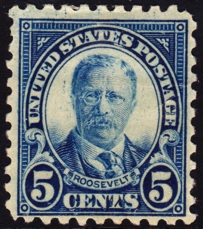 UNITED STATES POSTAGE
ROOSEVELT
5 CENTS 5